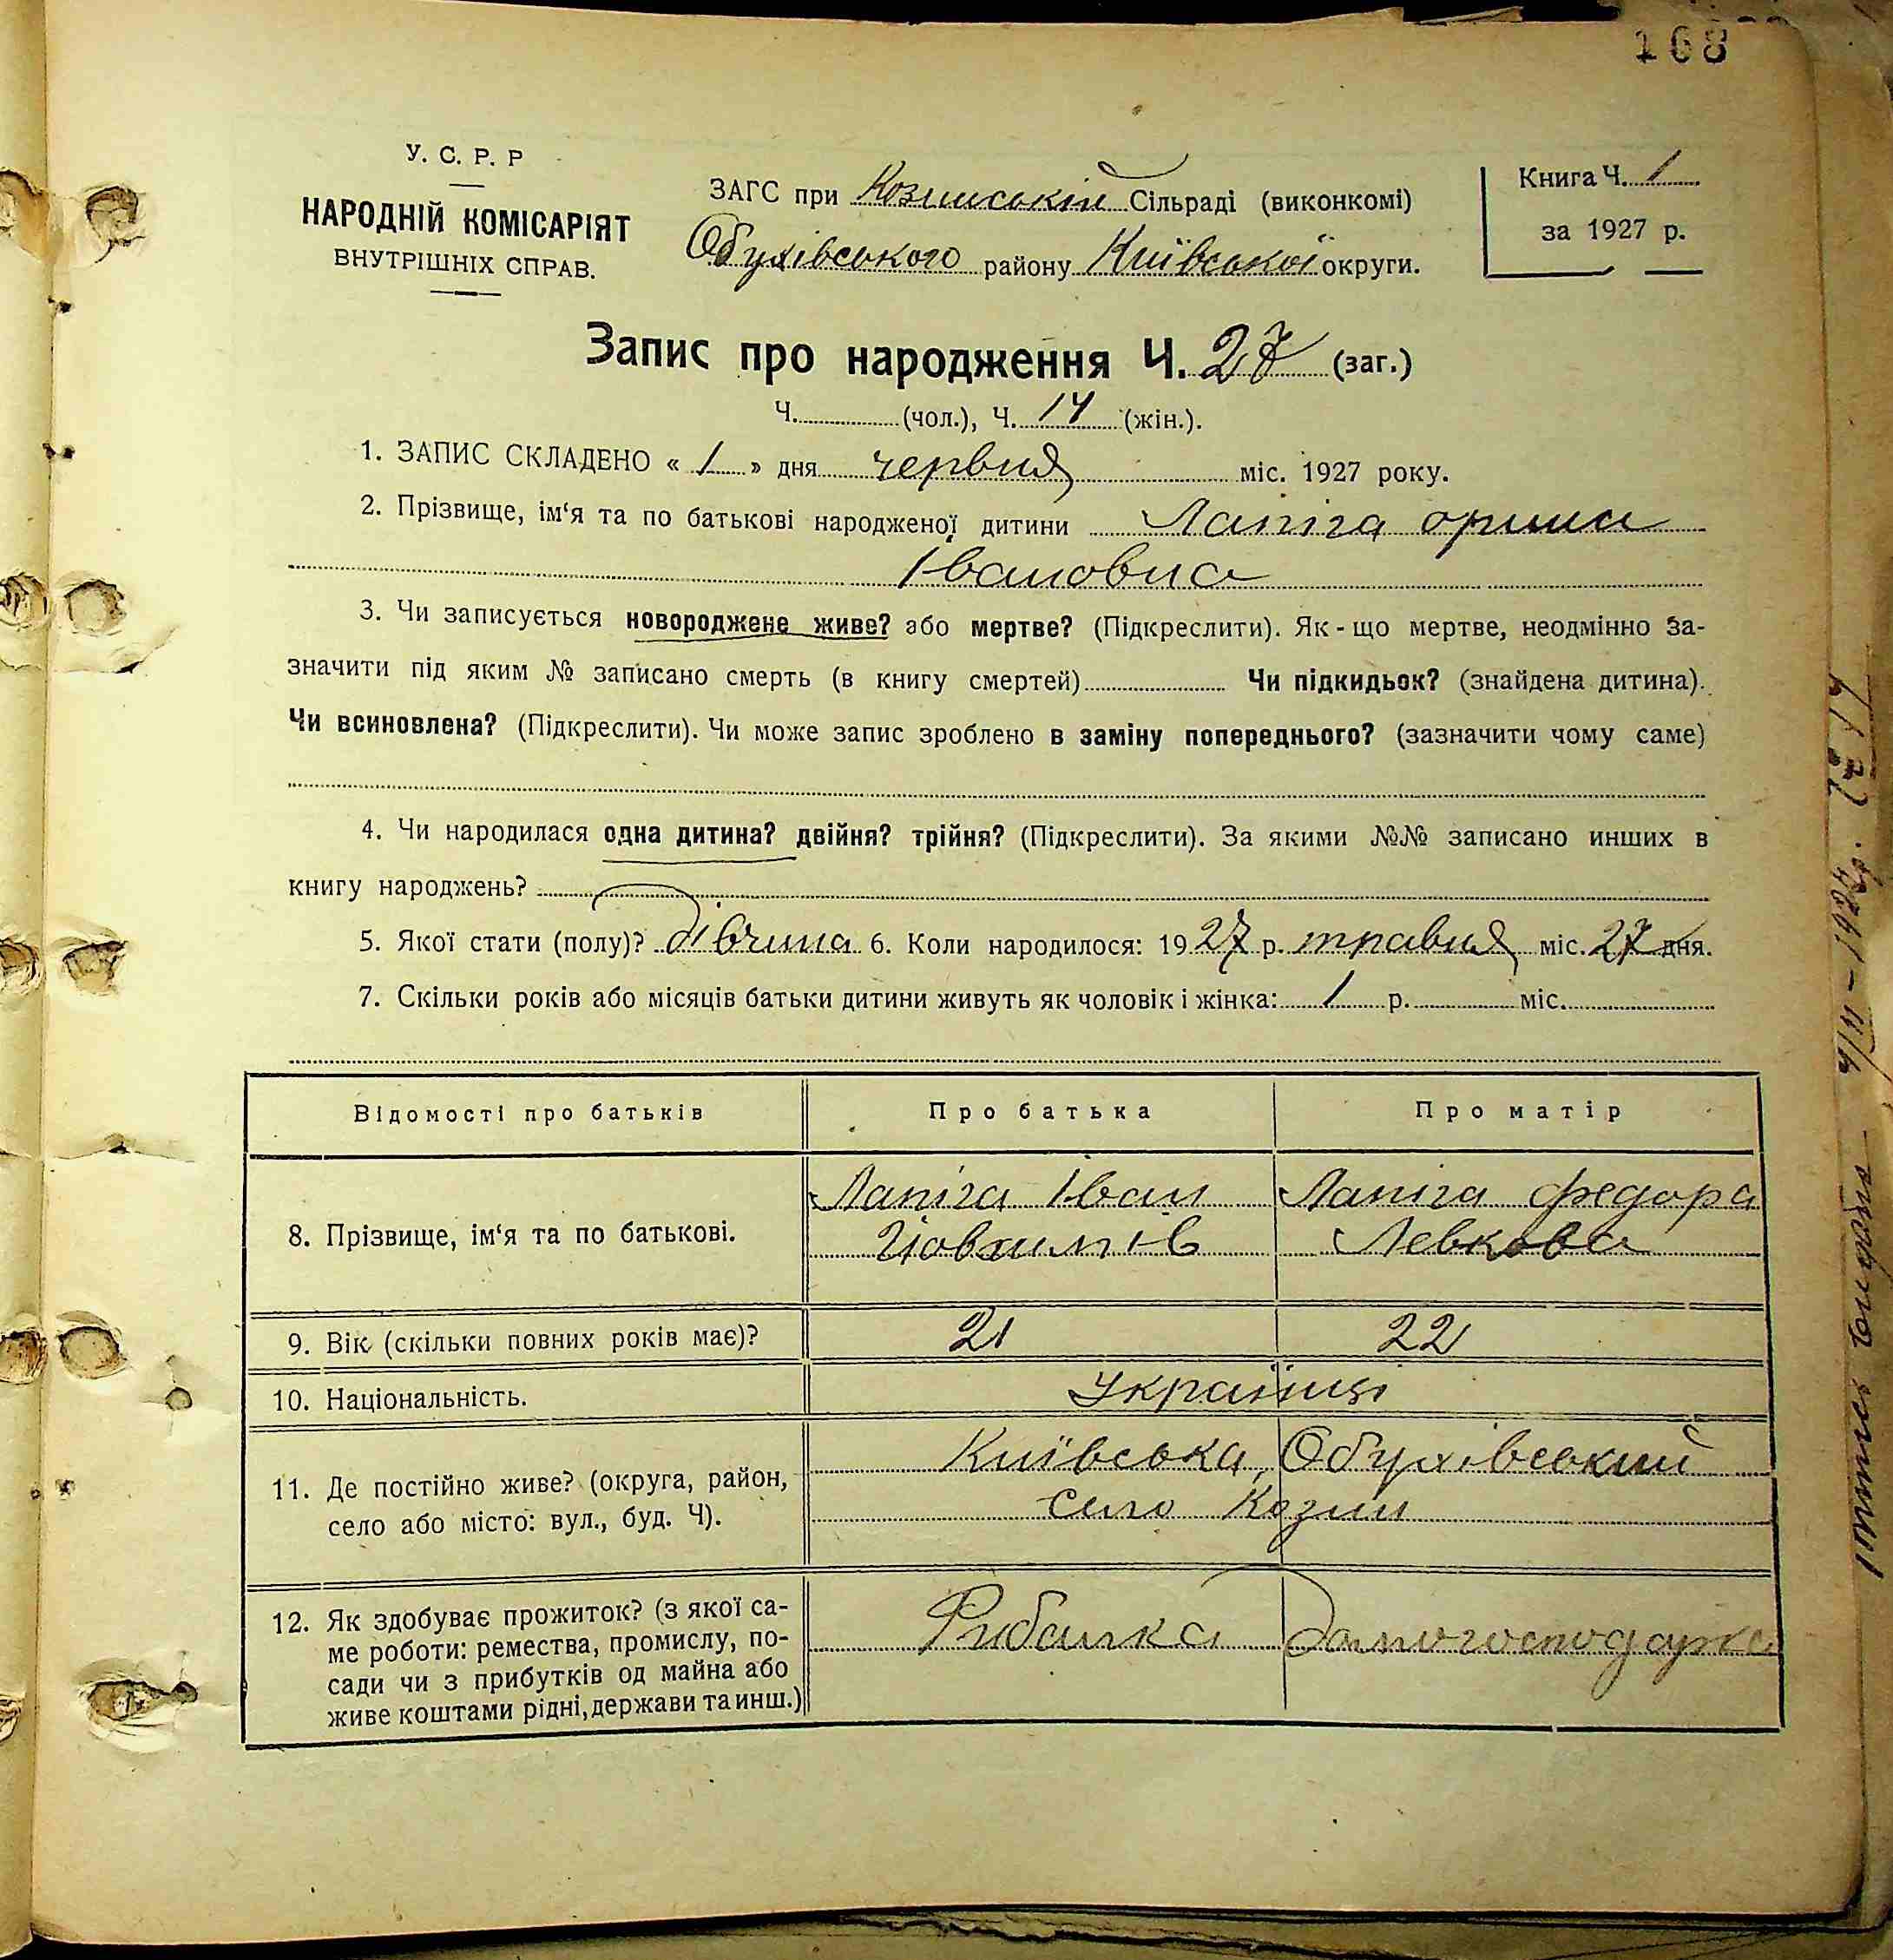 168
У. С. Р. Р
НАРОДНІЙ КОМІСАРІЯТ
ВНУТРІШНІХ СПРАВ.
ЗАГС при Козинській Сільраді (виконкомі)
Обухівського району Київської округи.
Книга Ч. 1
за 1927 р.
Запис про народження Ч. 27 (заг.)
Ч. (чол.), Ч. 14 (жін.).
1. ЗАПИС СКЛАДЕНО « 1 » дня червня міс. 1927 року.
2. Прізвище, ім‘я та по батькові народженої дитини Лапіга орина
Івановна
3. Чи записується новороджене живе? або мертве? (Підкреслити). Як-що мертве, неодмінно за-
значити під яким № записано смерть (в книгу смертей) Чи підкидьок? (знайдена дитина).
Чи всиновлена? (Підкреслити). Чи може запис зроблено в заміну попереднього? (зазначити чому саме)
4. Чи народилася одна дитина? двійня? трійня? (Підкреслити). За якими №№ записано инших в
книгу народжень?
5. Якої стати (полу)? дівчина 6. Коли народилося: 1927 р. травня міс. 27 дня.
7. Скільки років або місяців батьки дитини живуть як чоловік і жінка: 1 р. міс.
Відомості про батьків Про батька Про матір
8. Прізвище, ім‘я та по батькові.
Лапіга Іван Лапіга федора
Йовхимів Левкова
9. Вік (скільки повних років має)? 21 22
10. Національність. Українці
11. Де постійно живе? (округа, район,
село або місто: вул., буд. Ч).
Київська, Обухівський
село Козин
12. Як здобуває прожиток? (з якої са-
ме роботи: ремества, промислу, по-
сади чи з прибутків од майна або
живе коштами рідні, держави та инш.)
Рибалка Домогосподарка